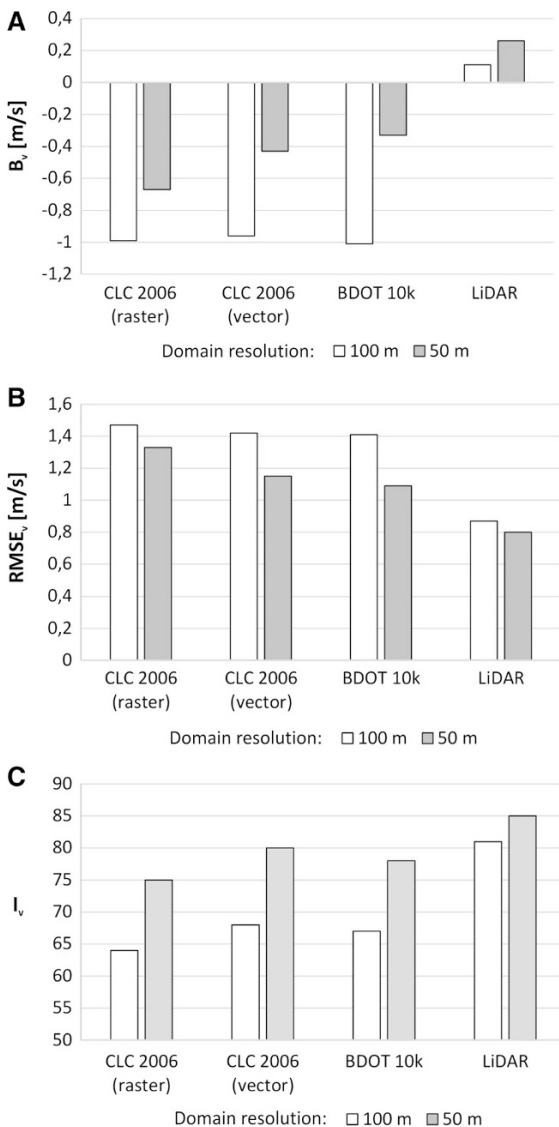 A
B_v [m/s]
0,4
0,2
0
-0,2
-0,4
-0,6
-0,8
-1
-1,2
CLC 2006 (raster)
CLC 2006 (vector)
BDOT 10k
LiDAR
Domain resolution: 100 m 50 m
B
RMSE_v [m/s]
1,6
1,4
1,2
1
0,8
0,6
0,4
0,2
0
CLC 2006 (raster)
CLC 2006 (vector)
BDOT 10k
LiDAR
Domain resolution: 100 m 50 m
C
I_v
90
85
80
75
70
65
60
55
50
CLC 2006 (raster)
CLC 2006 (vector)
BDOT 10k
LiDAR
Domain resolution: 100 m 50 m